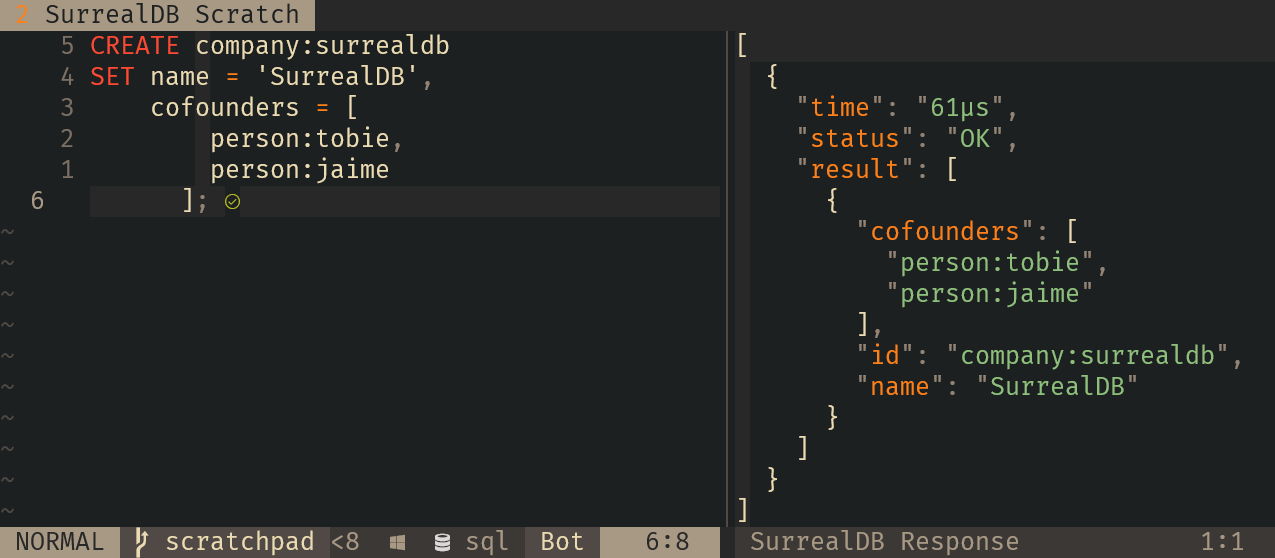 2 SurrealDB Scratch
5 CREATE company:surrealdb
4 SET name = 'SurrealDB',
3     cofounders = [
2         person:tobie,
1         person:jaime
6       ];
~
~
~
~
~
~
~
~
~
~
NORMAL scratchpad <8 sql Bot 6:8
[
  {
    "time": "61µs",
    "status": "OK",
    "result": [
      {
        "cofounders": [
          "person:tobie",
          "person:jaime"
        ],
        "id": "company:surrealdb",
        "name": "SurrealDB"
      }
    ]
  }
]
SurrealDB Response 1:1